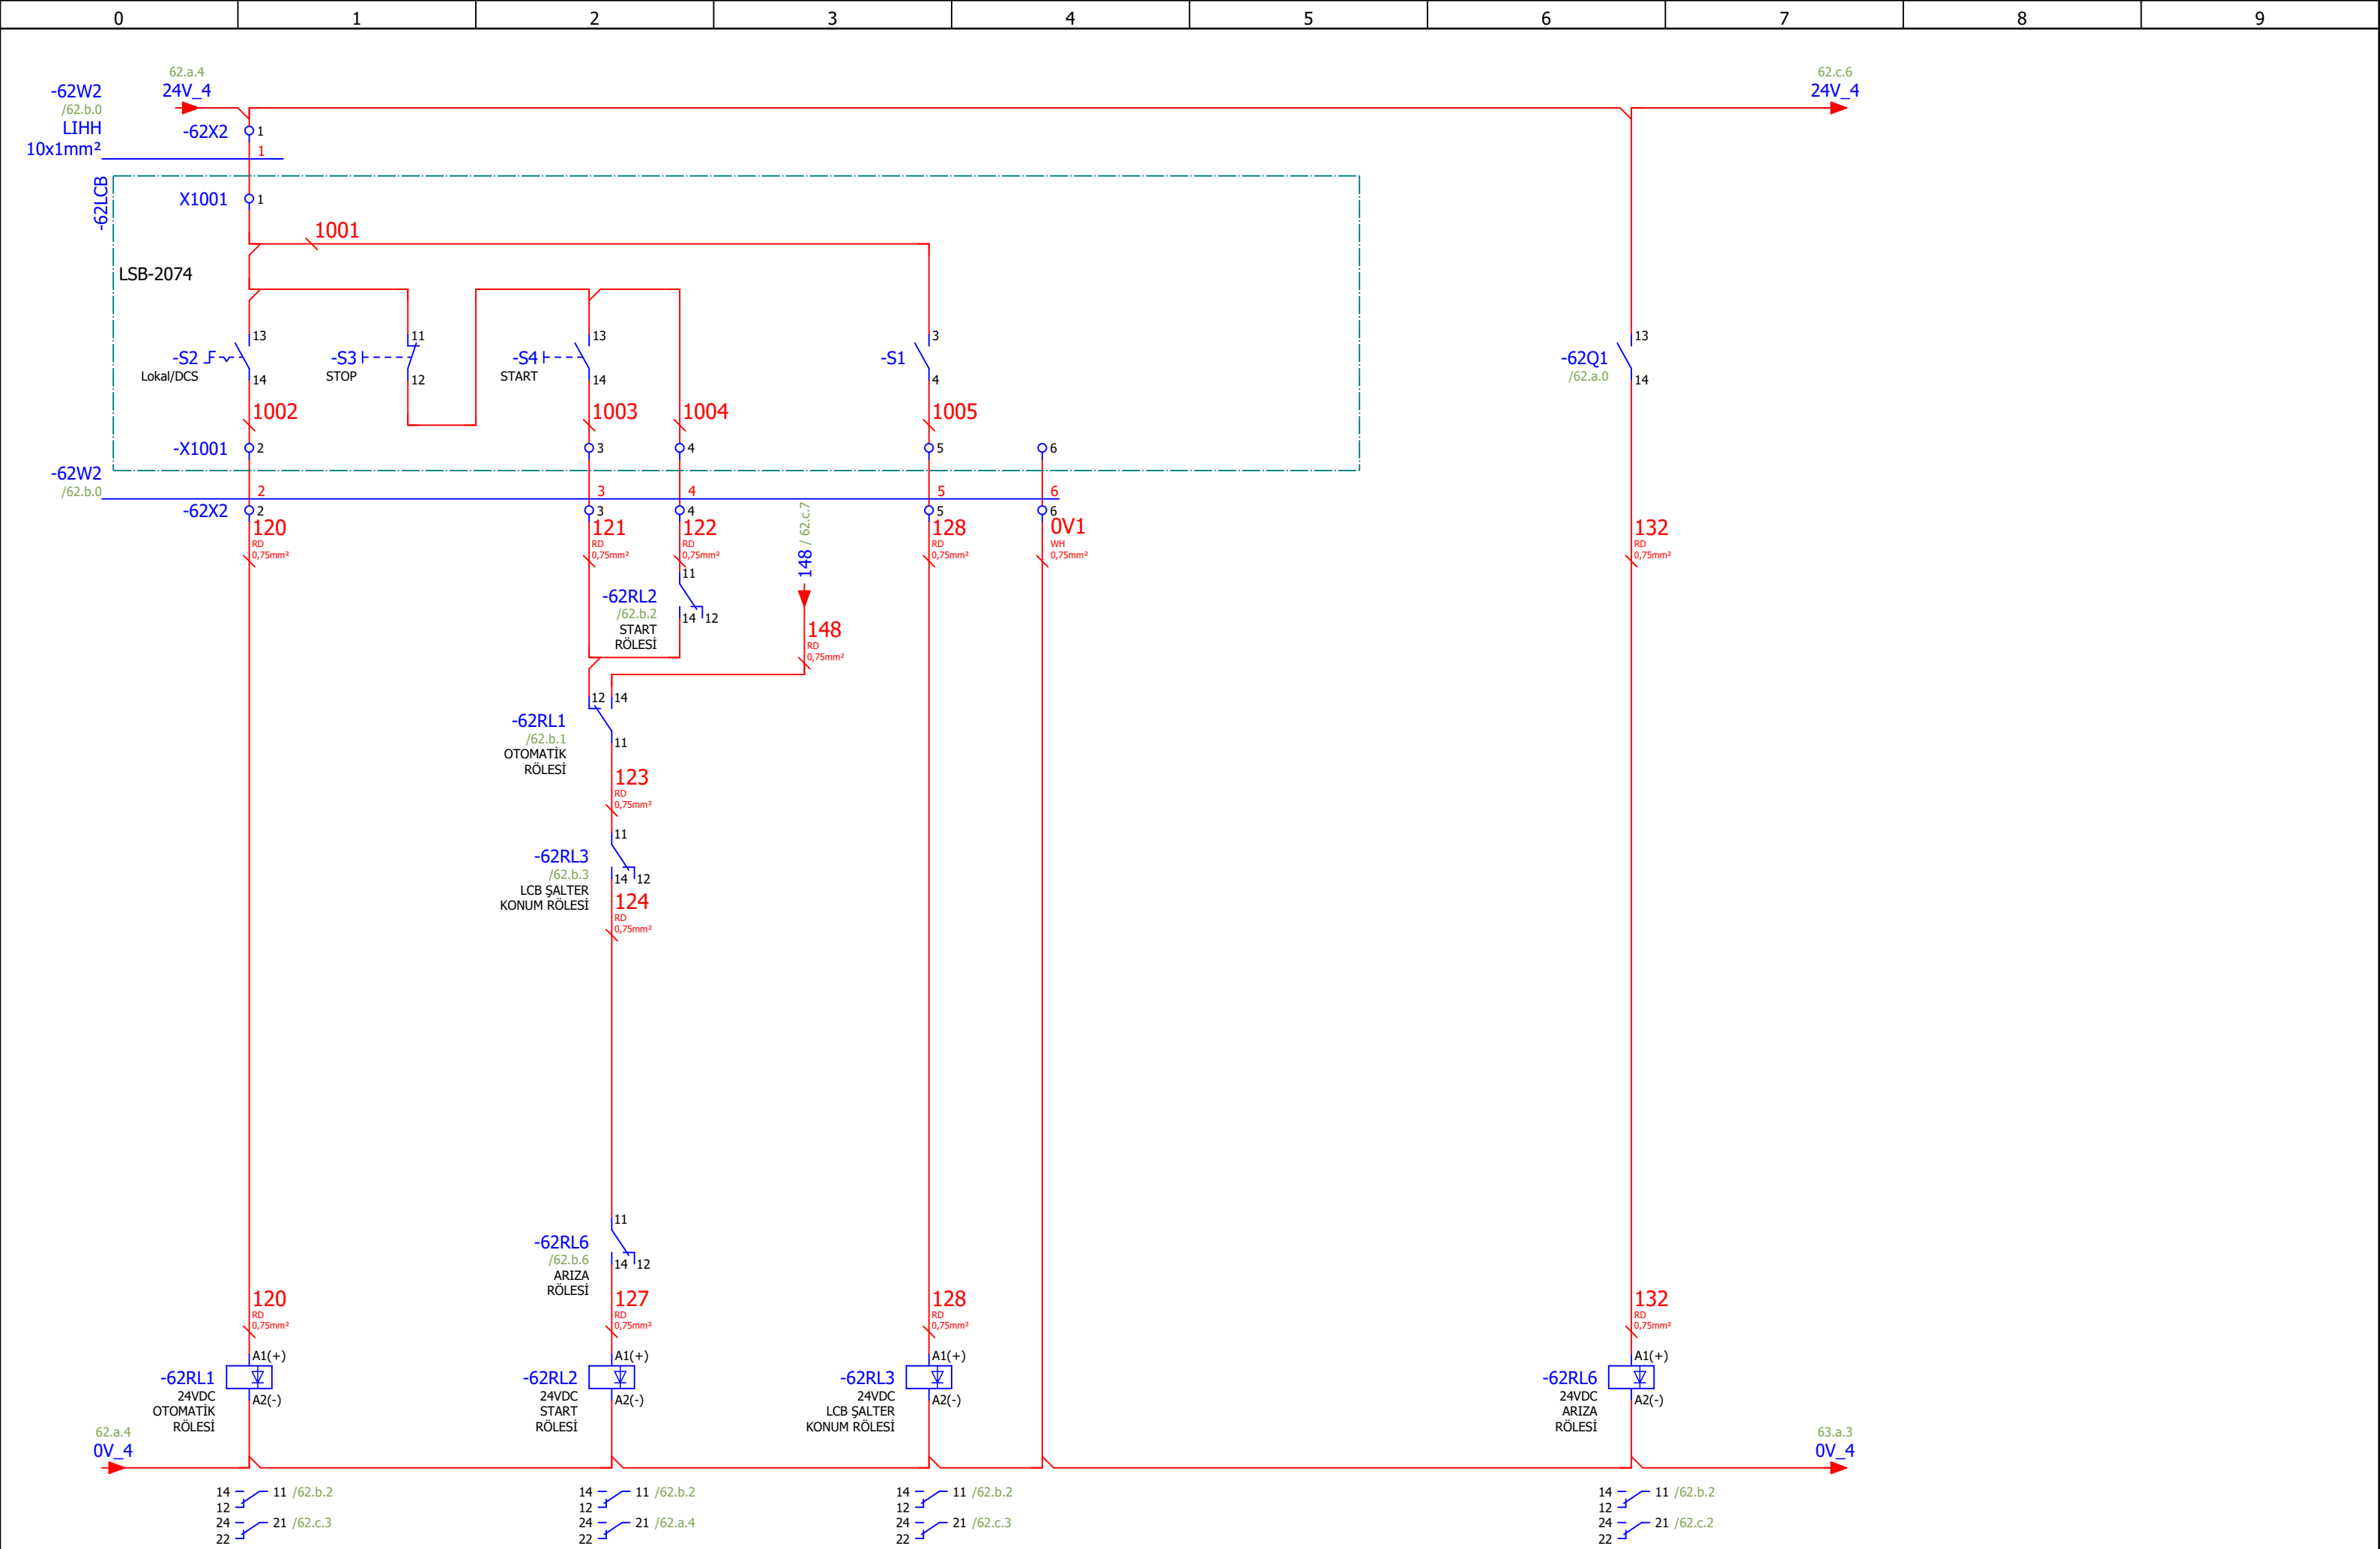 0 1 2 3 4 5 6 7 8 9
62.a.4
24V_4
62.c.6
24V_4
-62W2
/62.b.0
LIHH
10x1mm²
-62X2 1
1
-62LCB
X1001 1
1001
LSB-2074
13
-S2
Lokal/DCS
14
11
-S3
STOP
12
13
-S4
START
14
3
-S1
4
13
-62Q1
/62.a.0
14
1002
1003
1004
1005
-X1001 2 3 4 5 6
-62W2
/62.b.0
2 3 4 5 6
-62X2 2 3 4 5 6
120
RD
0,75mm²
121
RD
0,75mm²
122
RD
0,75mm²
148 / 62.c.7
128
RD
0,75mm²
0V1
WH
0,75mm²
132
RD
0,75mm²
11
-62RL2
/62.b.2
START
RÖLESİ
14 12
148
RD
0,75mm²
12 14
-62RL1
/62.b.1
OTOMATİK
RÖLESİ
11
123
RD
0,75mm²
11
-62RL3
/62.b.3
LCB ŞALTER
KONUM RÖLESİ
14 12
124
RD
0,75mm²
11
-62RL6
/62.b.6
ARIZA
RÖLESİ
14 12
120
RD
0,75mm²
127
RD
0,75mm²
128
RD
0,75mm²
132
RD
0,75mm²
A1(+)
-62RL1
24VDC
OTOMATİK
RÖLESİ
A2(-)
A1(+)
-62RL2
24VDC
START
RÖLESİ
A2(-)
A1(+)
-62RL3
24VDC
LCB ŞALTER
KONUM RÖLESİ
A2(-)
A1(+)
-62RL6
24VDC
ARIZA
RÖLESİ
A2(-)
62.a.4
0V_4
63.a.3
0V_4
14 11 /62.b.2
12
24 21 /62.c.3
22
14 11 /62.b.2
12
24 21 /62.a.4
22
14 11 /62.b.2
12
24 21 /62.c.3
22
14 11 /62.b.2
12
24 21 /62.c.2
22